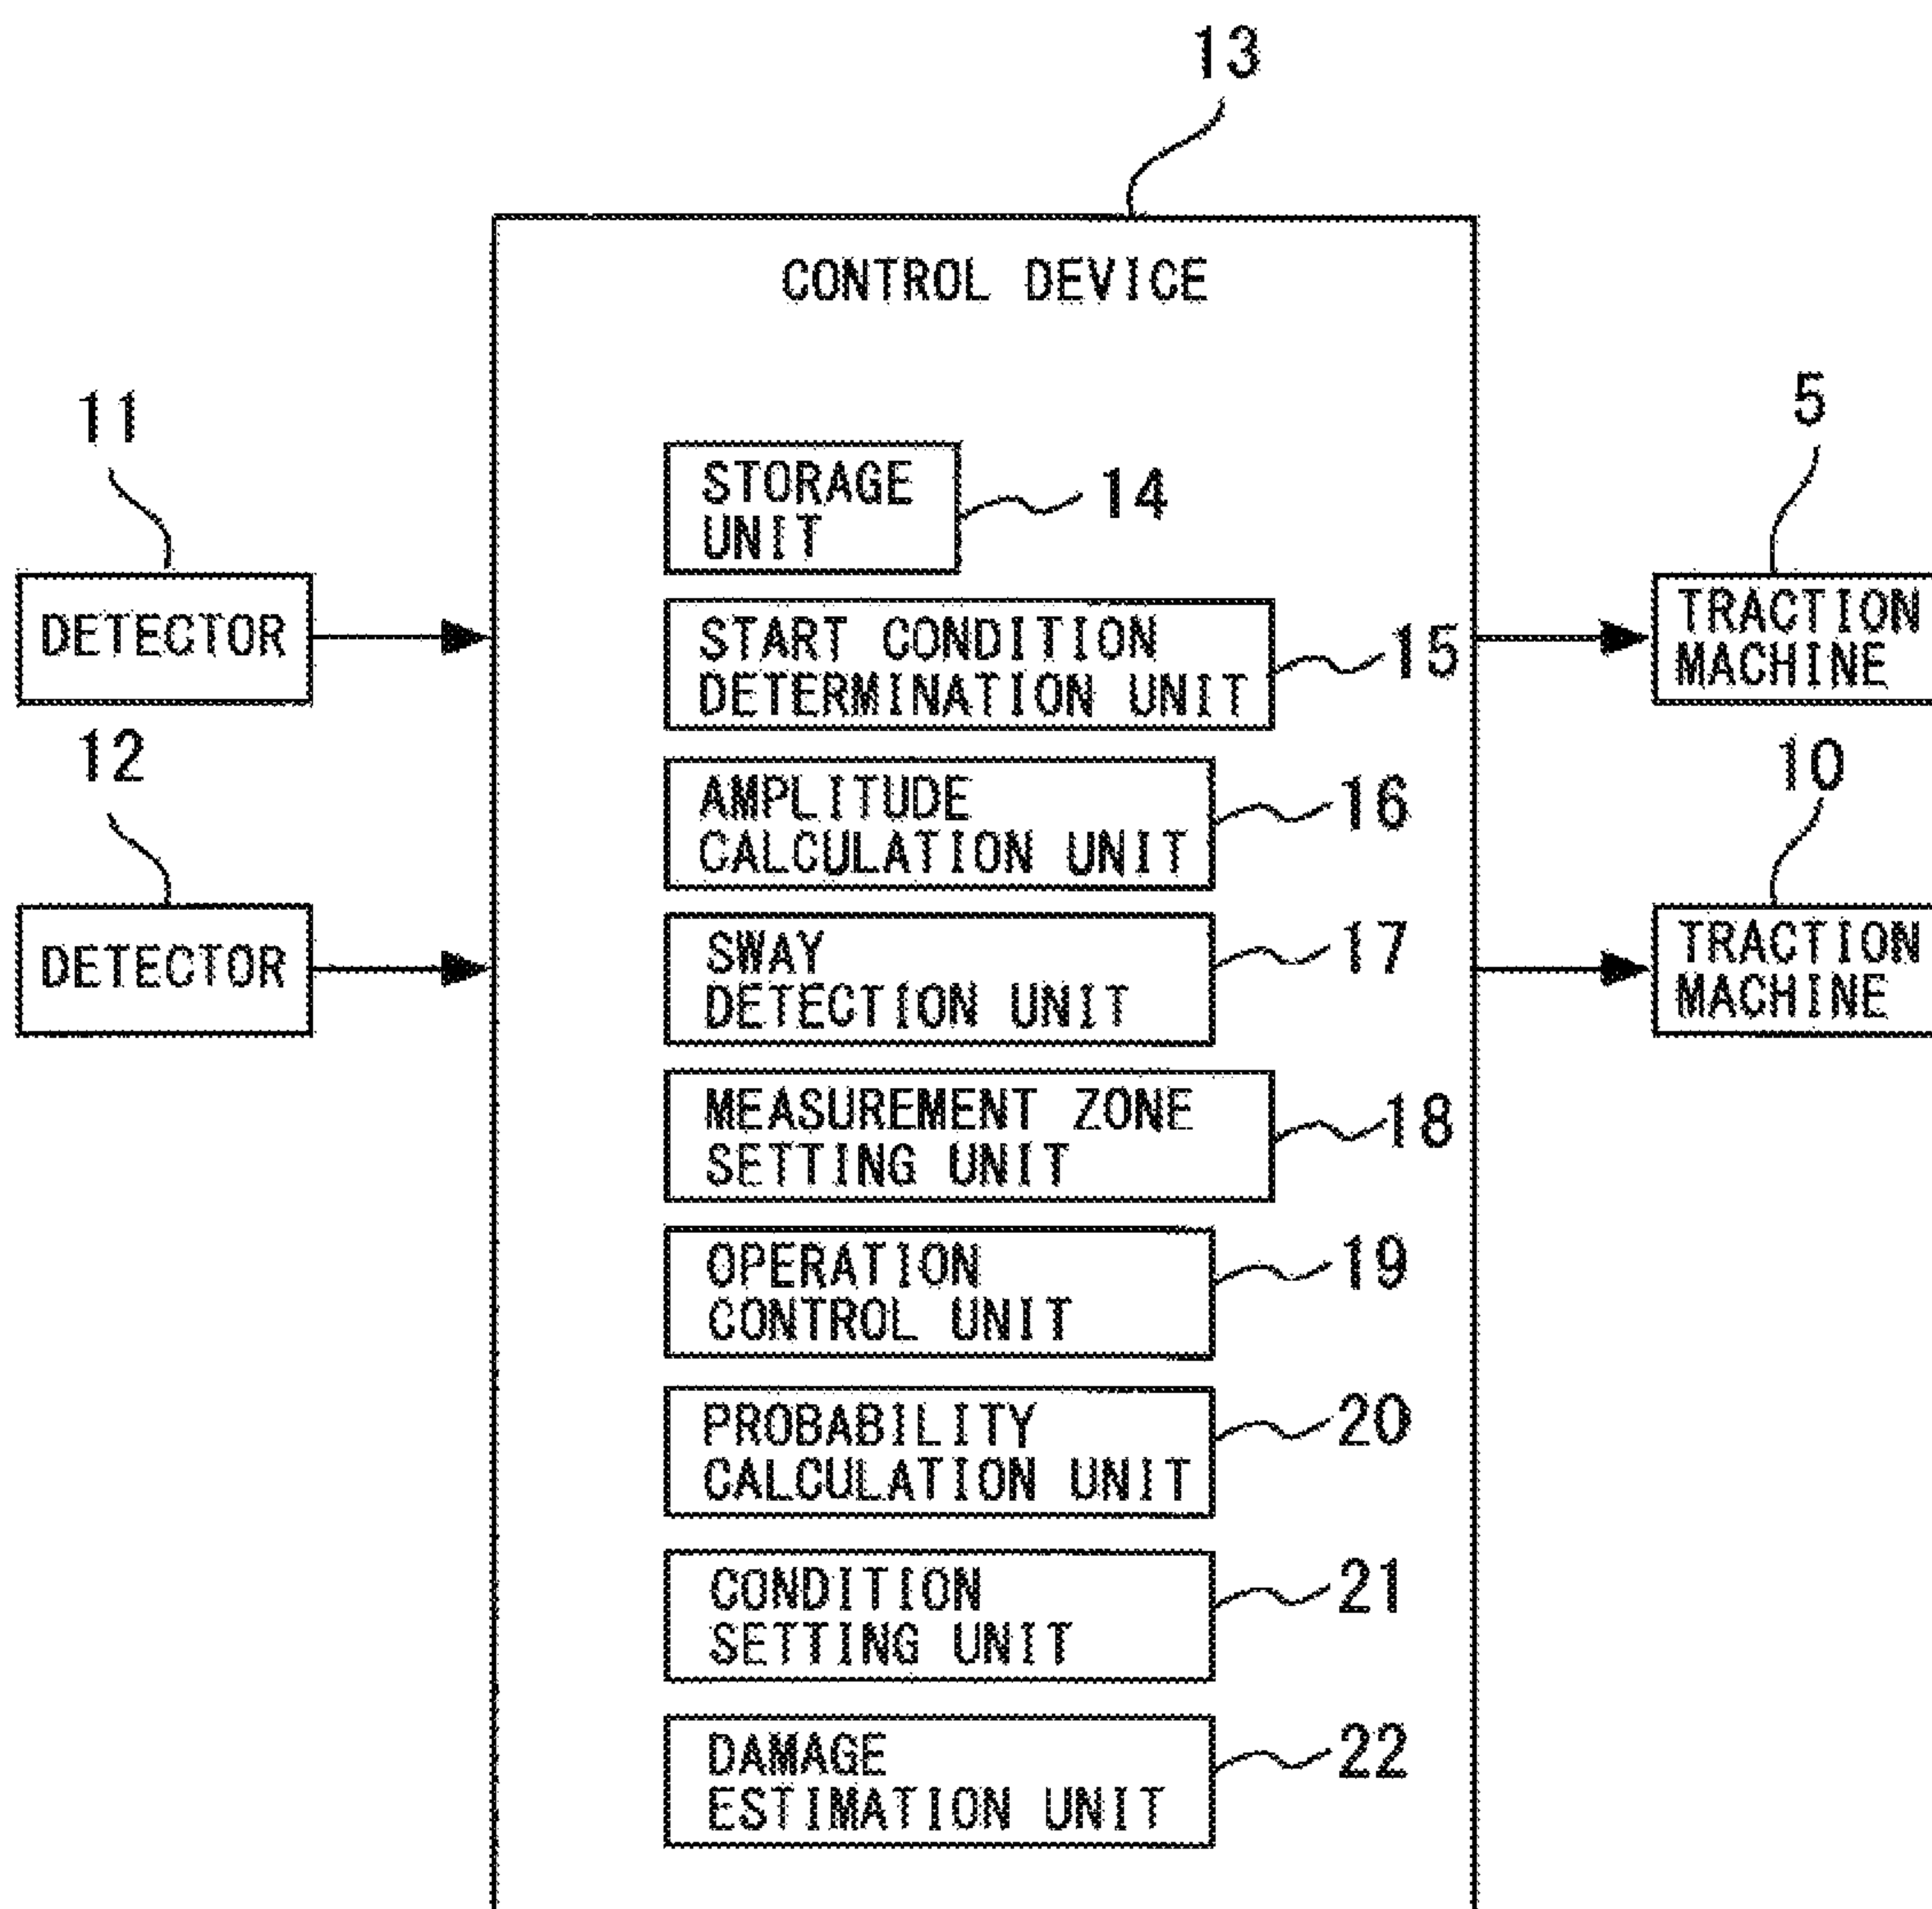 13
CONTROL DEVICE
11
5
STORAGE
UNIT
14
DETECTOR
START CONDITION
DETERMINATION UNIT
15
TRACTION
MACHINE
12
10
AMPLITUDE
CALCULATION UNIT
16
DETECTOR
SWAY
DETECTION UNIT
17
TRACTION
MACHINE
MEASUREMENT ZONE
SETTING UNIT
18
OPERATION
CONTROL UNIT
19
PROBABILITY
CALCULATION UNIT
20
CONDITION
SETTING UNIT
21
DAMAGE
ESTIMATION UNIT
22